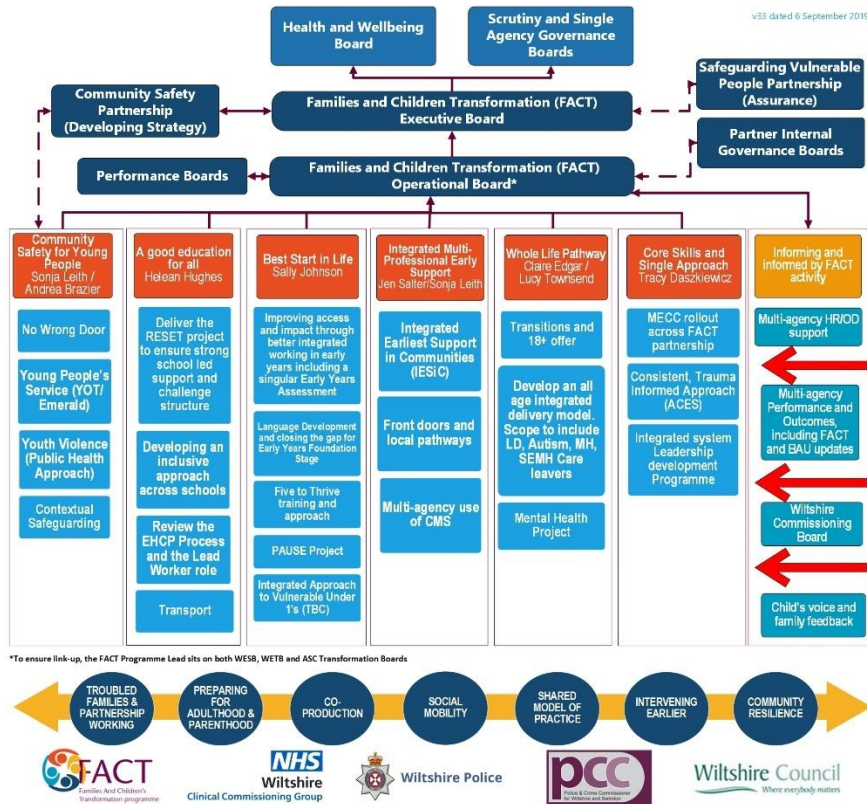 v33 dated 6 September 2019
Health and Wellbeing
Board
Scrutiny and Single
Agency Governance
Boards
Community Safety
Partnership
(Developing Strategy)
Families and Children Transformation (FACT)
Executive Board
Safeguarding Vulnerable
People Partnership
(Assurance)
Partner Internal
Governance Boards
Performance Boards
Families and Children Transformation (FACT)
Operational Board*
Community
Safety for Young
People
Sonja Leith /
Andrea Brazier
No Wrong Door
Young People's
Service (YOT/
Emerald)
Youth Violence
(Public Health
Approach)
Contextual
Safeguarding
A good education
for all
Helean Hughes
Deliver the
RESET project
to ensure strong
school led
support and
challenge
structure
Developing an
inclusive
approach
across schools
Review the
EHCP Process
and the Lead
Worker role
Transport
Best Start in Life
Sally Johnson
Improving access
and impact through
better integrated
working in early
years including a
singular Early Years
Assessment
Language Development
and closing the gap for
Early Years Foundation
Stage
Five to Thrive
training and
approach
PAUSE Project
Integrated Approach
to Vulnerable Under
1's (TBC)
Integrated Multi-
Professional Early
Support
Jen Salter/Sonja Leith
Integrated
Earliest Support
in Communities
(IESiC)
Front doors and
local pathways
Multi-agency use
of CMS
Whole Life Pathway
Claire Edgar /
Lucy Townsend
Transitions and
18+ offer
Develop an all
age integrated
delivery model.
Scope to include
LD, Autism, MH,
SEMH Care
leavers
Mental Health
Project
Core Skills and
Single Approach
Tracy Daszkiewicz
MECC rollout
across FACT
partnership
Consistent, Trauma
Informed Approach
(ACES)
Integrated system
Leadership
development
Programme
Informing and
informed by FACT
activity
Multi-agency HR/OD
support
Multi-agency
Performance and
Outcomes,
including FACT
and BAU updates
Wiltshire
Commissioning
Board
Child's voice and
family feedback
*To ensure link-up, the FACT Programme Lead sits on both WESB, WETB and ASC Transformation Boards
TROUBLED
FAMILIES &
PARTNERSHIP
WORKING
PREPARING
FOR
ADULTHOOD &
PARENTHOOD
CO-
PRODUCTION
SOCIAL
MOBILITY
SHARED
MODEL OF
PRACTICE
INTERVENING
EARLIER
COMMUNITY
RESILIENCE
FACT
Families And Children's
Transformation programme
NHS
Wiltshire
Clinical Commissioning Group
Wiltshire Police
pcc
Police & Crime Commissioner
for Wiltshire and Swindon
Wiltshire Council
Where everybody matters